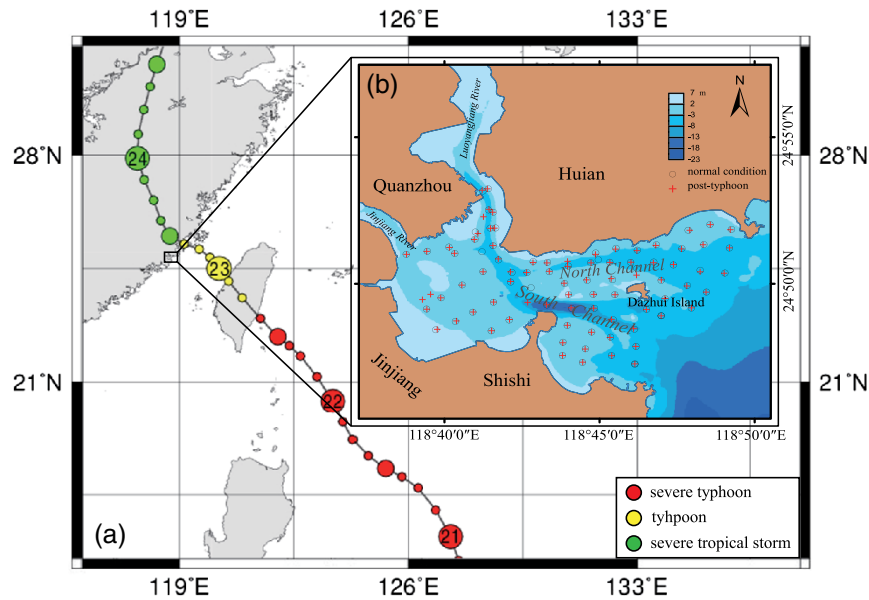 119°E 126°E 133°E
(b)
N
7 m
2
-3
-8
-13
-18
-23
normal condition
post-typhoon
Luoyangjiang River
Quanzhou
Huian
Jinjiang River
North Channel
South Channel
Dazhui Island
Jinjiang
Shishi
24°55'0"N
24°50'0"N
118°40'0"E 118°45'0"E 118°50'0"E
28°N 28°N
21°N 21°N
24
23
22
21
(a)
severe typhoon
tyhpoon
severe tropical storm
119°E 126°E 133°E